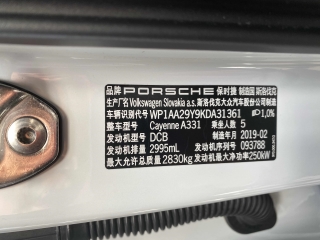 品牌 PORSCHE 保时捷 制造国 斯洛伐克
生产厂名 Volkswagen Slovakia a.s. 斯洛伐克大众汽车股份公司
车辆识别代号 WP1AA29Y9KDA31361 1,0%
整车型号 Cayenne A331 乘坐人数 5
发动机型号 DCB 制造年月 2019-02
发动机排量 2995mL 发动机序号 093788
最大允许总质量 2830kg 发动机最大净功率 250kW